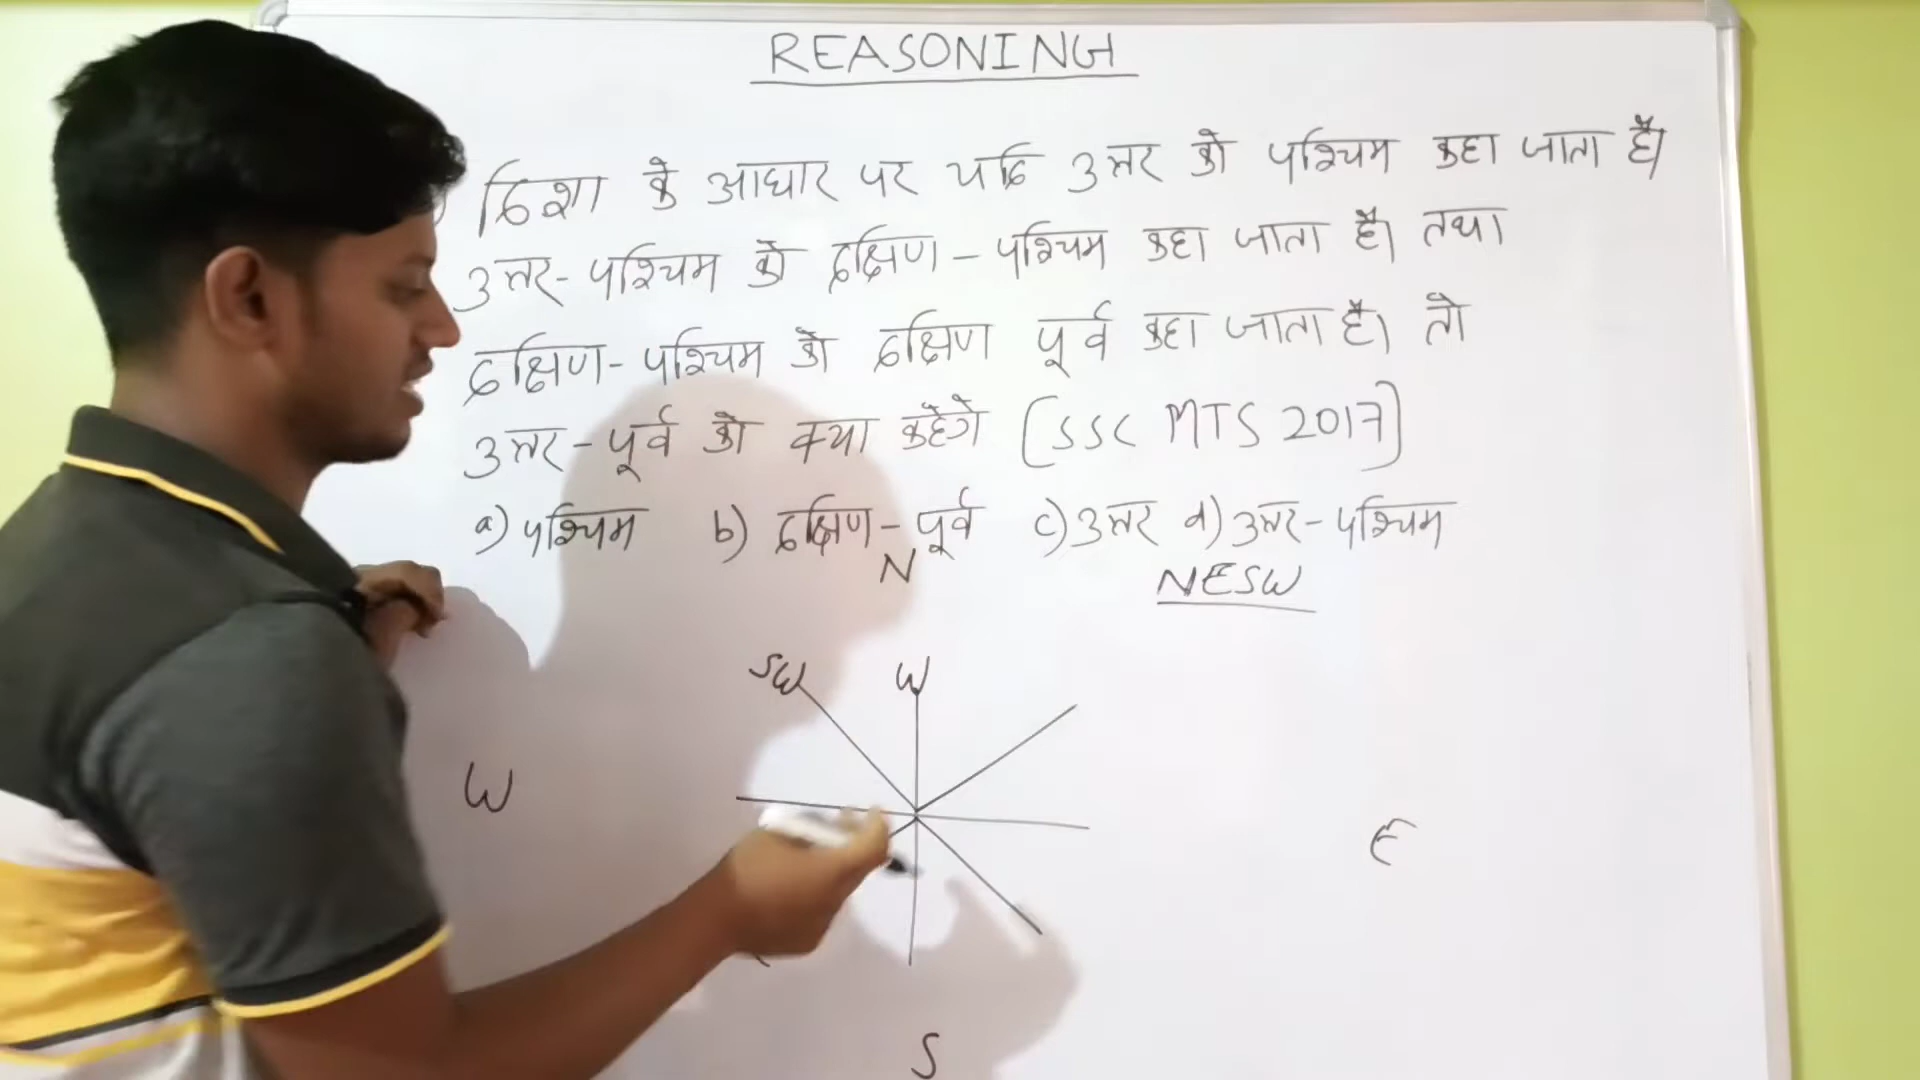 REASONING
दिशा के आधार पर यदि उत्तर को पश्चिम कहा जाता है।
उत्तर-पश्चिम को दक्षिण-पश्चिम कहा जाता है। तथा
दक्षिण-पश्चिम को दक्षिण पूर्व कहा जाता है। तो
उत्तर-पूर्व को क्या कहेगे [SSC MTS 2017]
a) पश्चिम b) दक्षिण-पूर्व c) उत्तर d) उत्तर-पश्चिम
N NESW
SW W
W E
S